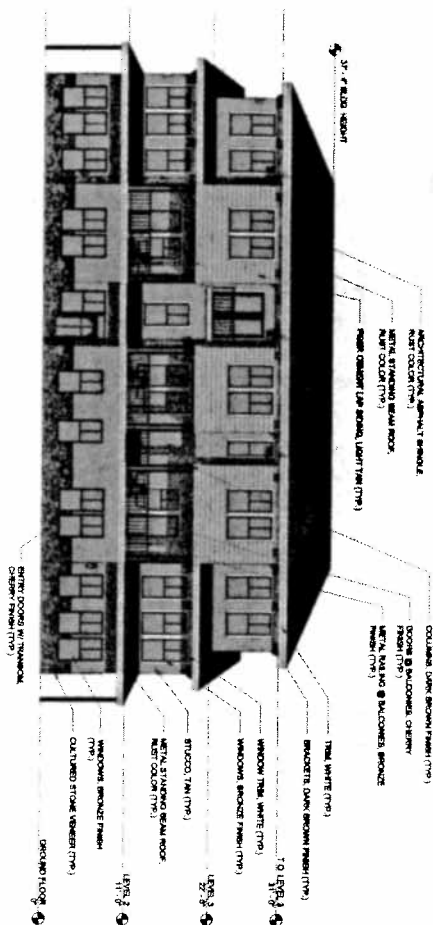 37' - 4" BLDG HEIGHT
ARCHITECTURAL ASPHALT SHINGLE,
RUST COLOR (TYP.)
METAL STANDING SEAM ROOF,
RUST COLOR (TYP.)
FIBER CEMENT LAP SIDING, LIGHT TAN (TYP.)
COLUMNS, DARK BROWN FINISH (TYP.)
DOORS @ BALCONIES, CHERRY
FINISH (TYP.)
METAL RAILING @ BALCONIES, BRONZE
FINISH (TYP.)
TRIM, WHITE (TYP.)
BRACKETS, DARK BROWN FINISH (TYP.)
WINDOW TRIM, WHITE (TYP.)
WINDOWS, BRONZE FINISH (TYP.)
STUCCO, TAN (TYP.)
METAL STANDING SEAM ROOF,
RUST COLOR (TYP.)
WINDOWS, BRONZE FINISH
(TYP.)
CULTURED STONE VENEER (TYP.)
ENTRY DOORS W/ TRANSOM,
CHERRY FINISH (TYP.)
T.O. LEVEL 3
LEVEL 3
LEVEL 2
11' - 0"
GROUND FLOOR